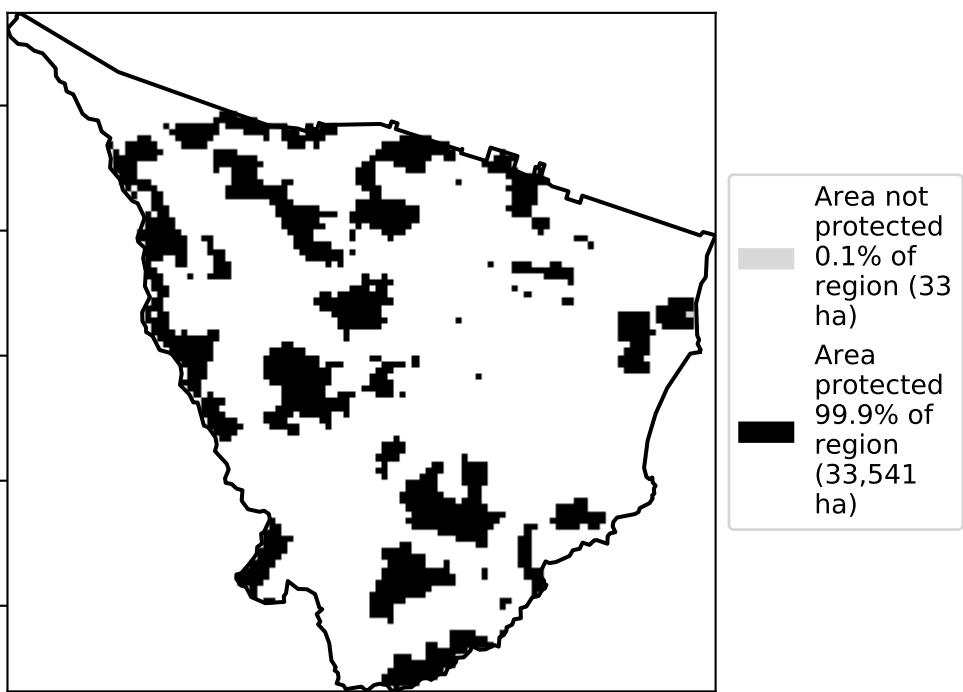 Area not
protected
0.1% of
region (33
ha)
Area
protected
99.9% of
region
(33,541
ha)